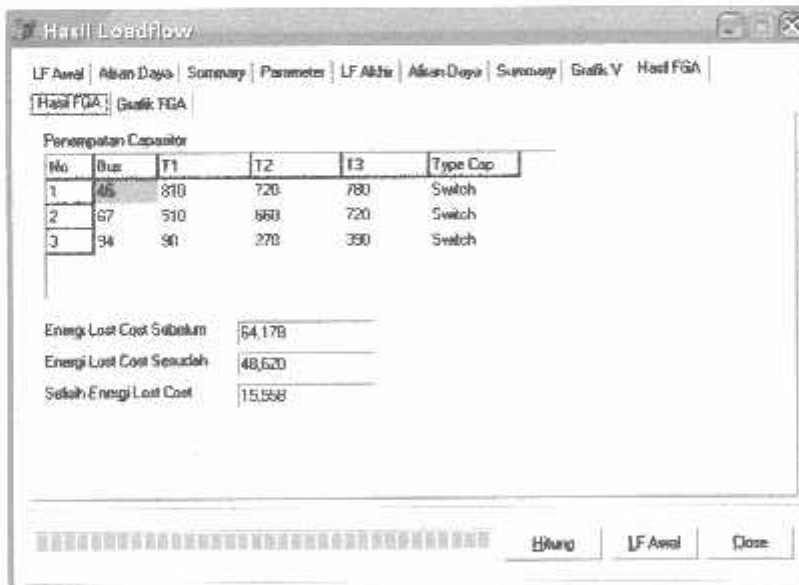 Hasil Loadflow
LF Awal Aliran Daya Summary Parameter LF Akhir Aliran Daya Summary Grafik V Hasil FGA
Hasil FGA Grafik FGA
Penempatan Capasitor
No Bus T1 T2 T3 Type Cap
1 46 810 720 780 Switch
2 67 510 660 720 Switch
3 94 90 270 390 Switch
Energi Lost Cost Sebelum 64,178
Energi Lost Cost Sesudah 48,620
Selisih Energi Lost Cost 15,558
Hitung LF Awal Close